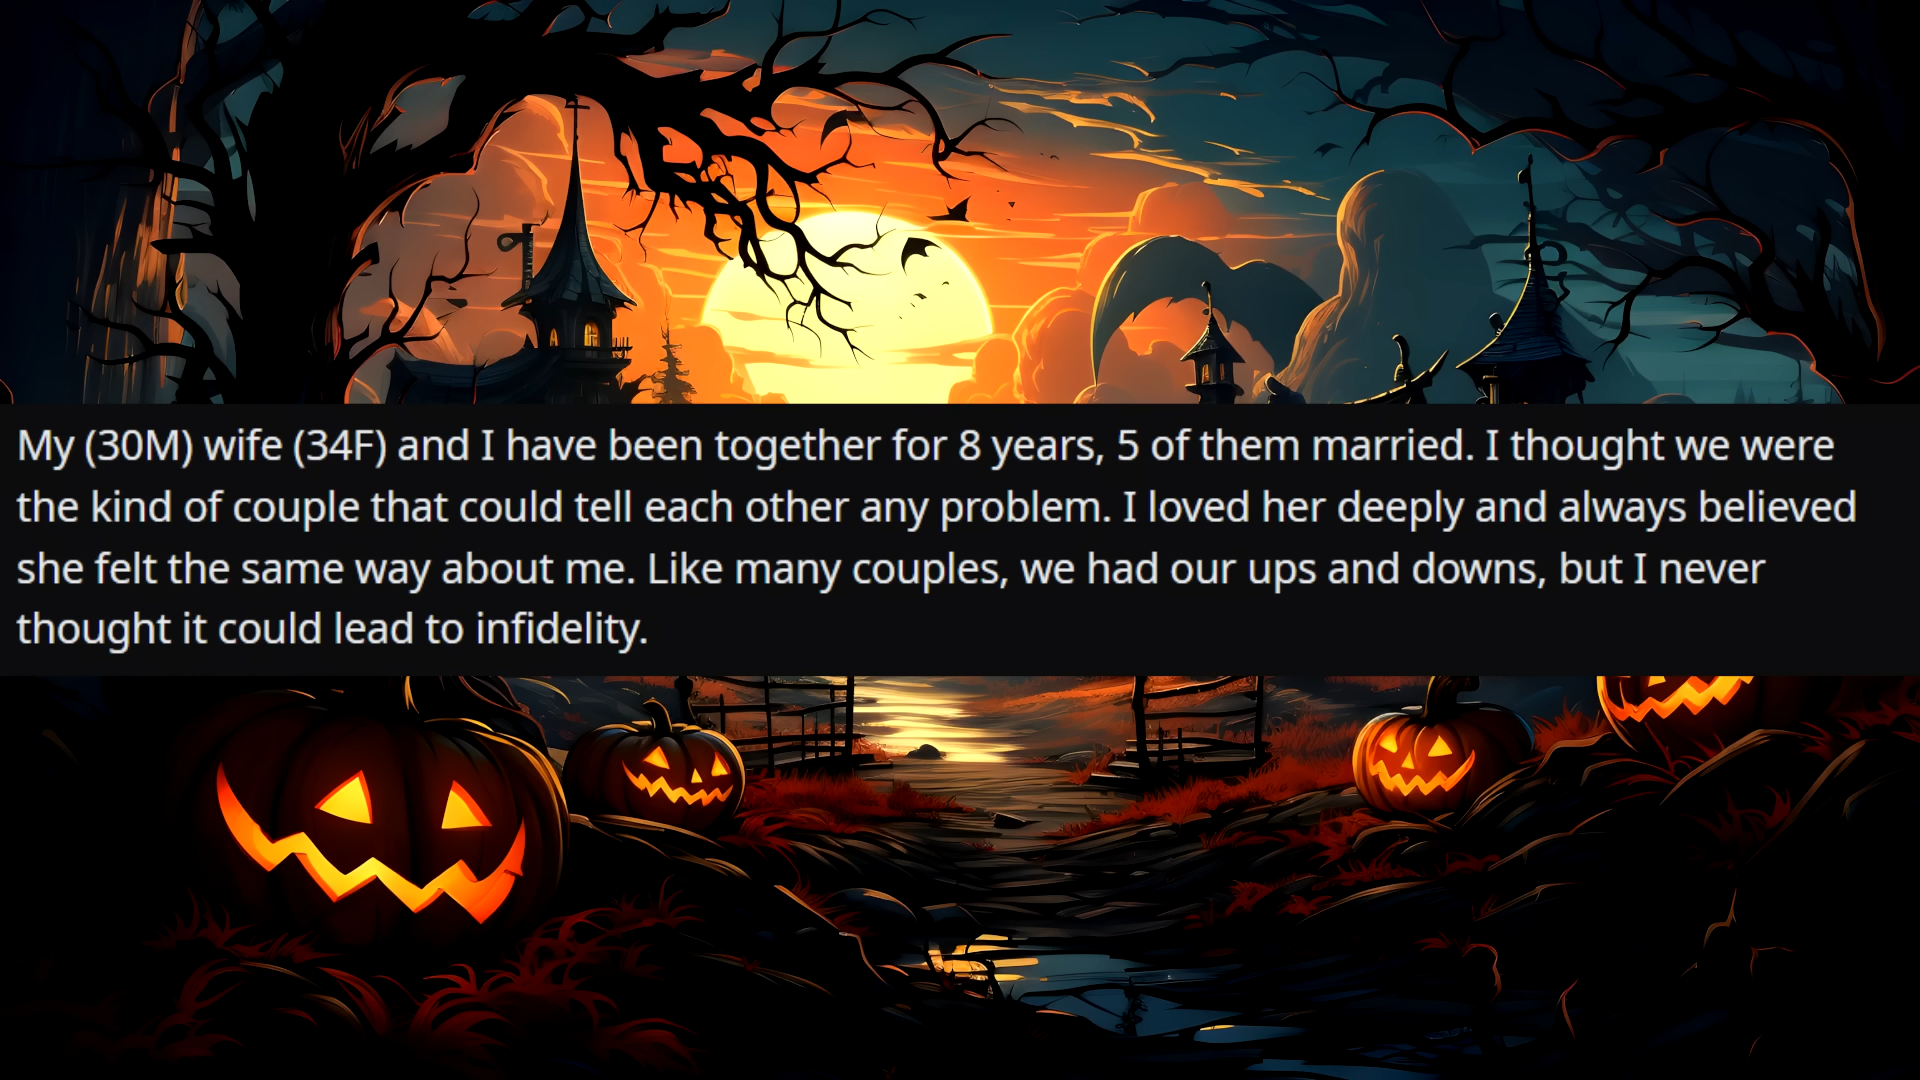 My (30M) wife (34F) and I have been together for 8 years, 5 of them married. I thought we were
the kind of couple that could tell each other any problem. I loved her deeply and always believed
she felt the same way about me. Like many couples, we had our ups and downs, but I never
thought it could lead to infidelity.